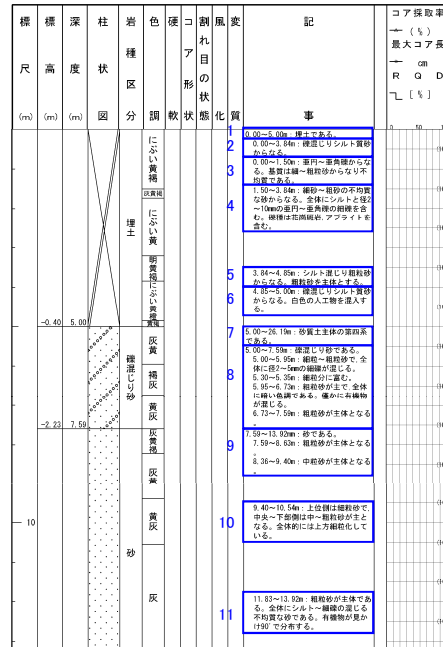 標尺
(m)
標高
(m)
深度
(m)
柱状図
岩種区分
色調
硬軟
コア形状
割れ目の状態
風化
変質
記事
コア採取率
(%)
最大コア長
cm
R Q D
[%]
1
0.00~5.00m:埋土である。
2
0.00~3.84m:礫混じりシルト質砂
からなる。
3
0.00~1.50m:亜円~亜角礫からな
る。基質は細~粗粒砂からなり不
均質である。
4
1.50~3.84m:細砂~粗砂の不均質
な砂からなる。全体にシルトと径2
~10mmの亜円~亜角礫の細礫を含
む。礫種は花崗斑岩、アプライトを
含む。
5
3.84~4.85m:シルト混じり粗粒砂
からなる。粗粒砂を主体とする。
6
4.85~5.00m:礫混じりシルト質砂
からなる。白色の人工物を混入す
る。
7
5.00~26.19m:砂質土主体の第四系
である。
8
5.00~7.59m:礫混じり砂である。
5.00~5.95m:細粒~粗粒砂で、全
体に径2~5mmの細礫が混じる。
5.30~5.35m:細粒分に富む。
5.95~6.73m:粗粒砂が主で、全体
に暗い色調である。僅かに有機物
が混じる。
6.73~7.59m:粗粒砂が主体となる。
9
7.59~13.92mm:砂である。
7.59~8.63m:粗粒砂が主体となる。
8.36~9.40m:中粒砂が主体となる。
10
9.40~10.54m:上位側は細粒砂で、
中央~下部側は中~粗粒砂が主と
なる。全体的には上方細粒化して
いる。
11
11.83~13.92m:粗粒砂が主体であ
る。全体にシルト~細礫の混じる
不均質な砂である。有機物が見か
け90°で分布する。
にぶい黄褐
灰黄褐
にぶい黄
明黄褐
にぶい黄橙
黄褐
灰黄
褐灰
黄灰
灰黄褐
灰黄
黄灰
灰
埋土
礫混じり砂
砂
-0.40 5.00
-2.23 7.59
10